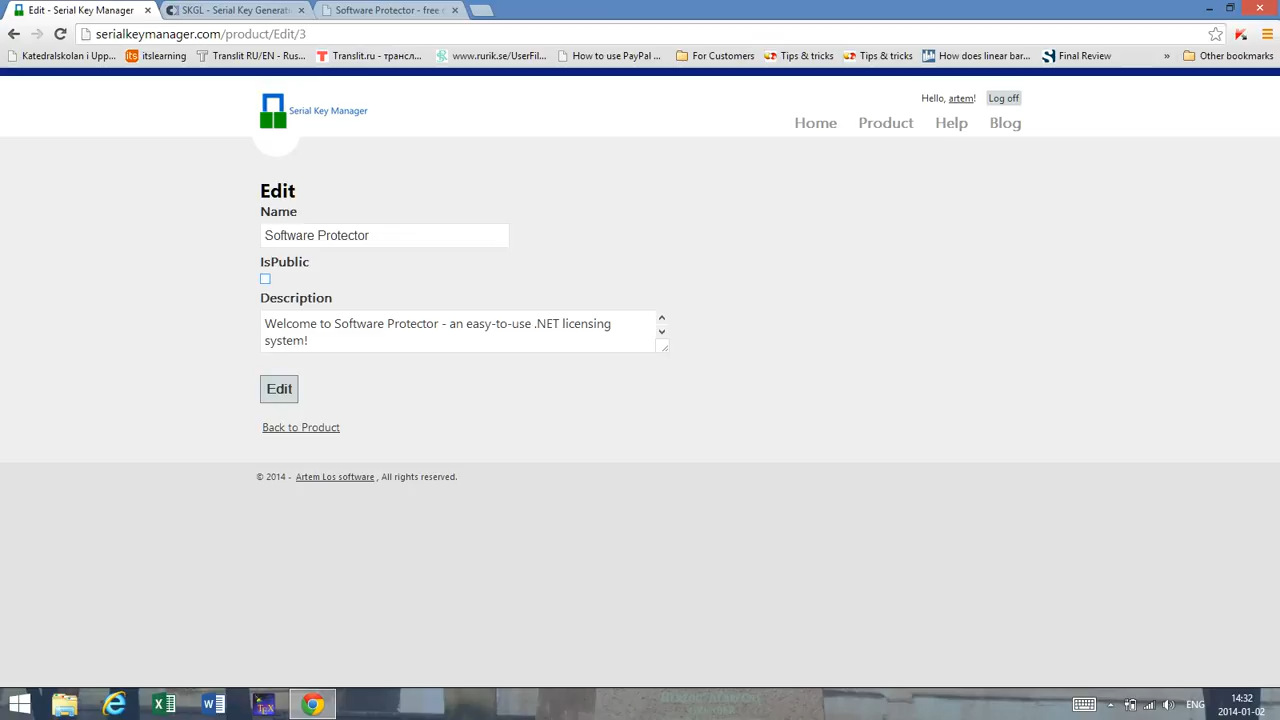 Edit - Serial Key Manager
SKGL - Serial Key Generati
Software Protector - free c
serialkeymanager.com/product/Edit/3
Katedralskolan i Upp...
itslearning
Translit RU/EN - Rus...
Translit.ru - трансл...
www.rurik.se/UserFil...
How to use PayPal ...
For Customers
Tips & tricks
Tips & tricks
How does linear bar...
Final Review
»
Other bookmarks
Serial Key Manager
Hello, artem!
Log off
Home
Product
Help
Blog
Edit
Name
Software Protector
IsPublic
Description
Welcome to Software Protector - an easy-to-use .NET licensing
system!
Edit
Back to Product
© 2014 - Artem Los software , All rights reserved.
ENG
14:32
2014-01-02